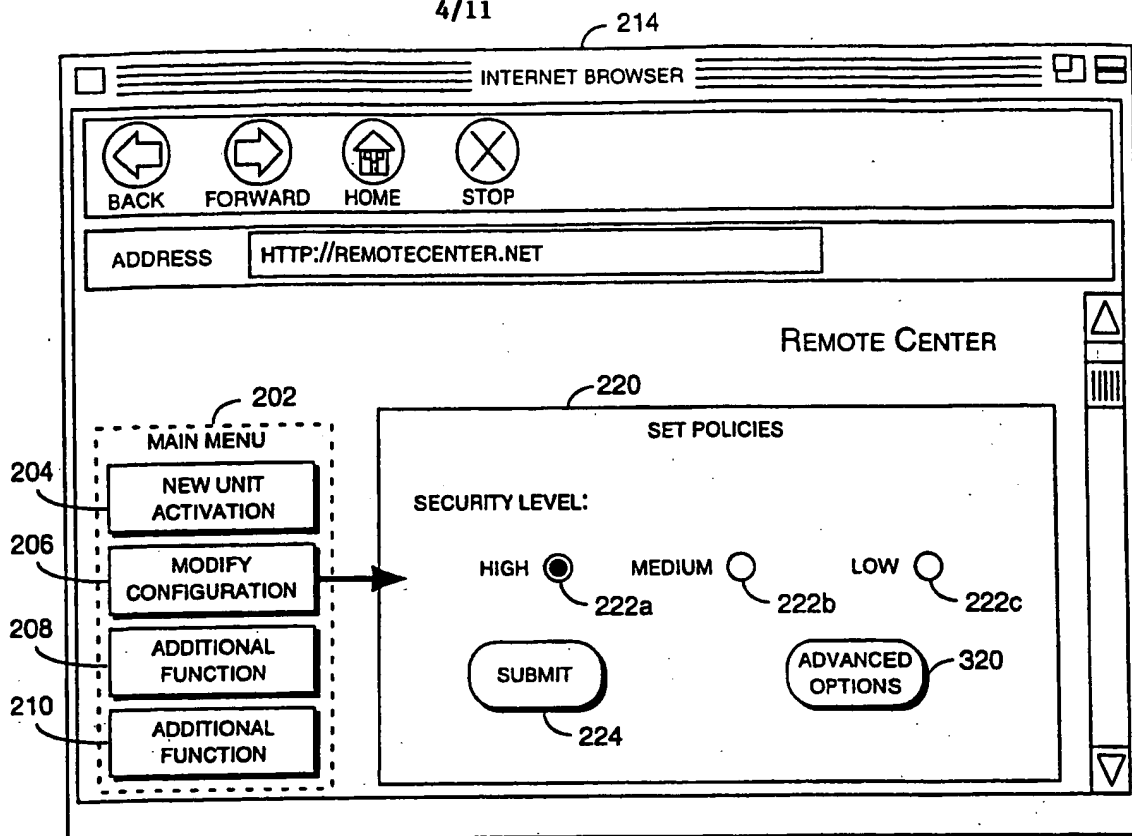 4/11
214
INTERNET BROWSER
BACK FORWARD HOME STOP
ADDRESS HTTP://REMOTECENTER.NET
REMOTE CENTER
202
220
MAIN MENU
SET POLICIES
204
NEW UNIT
ACTIVATION
SECURITY LEVEL:
206
MODIFY
CONFIGURATION
HIGH MEDIUM LOW
222a 222b 222c
208
ADDITIONAL
FUNCTION
SUBMIT
ADVANCED
OPTIONS
320
224
210
ADDITIONAL
FUNCTION